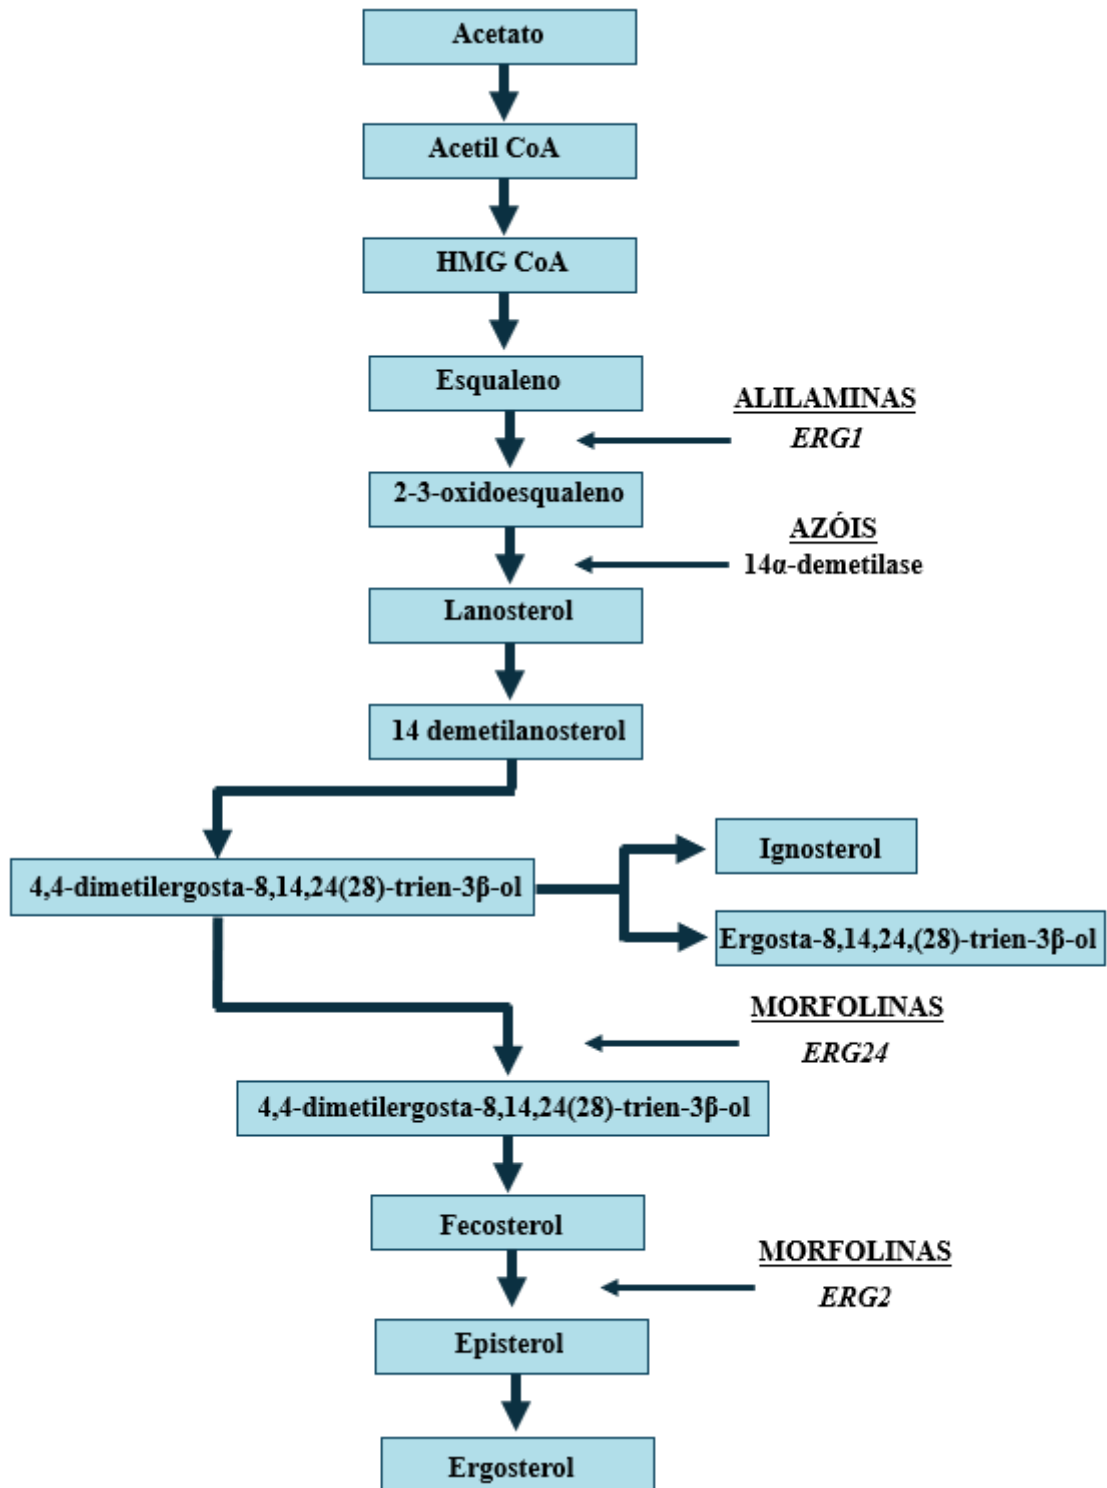 Acetato
Acetil CoA
HMG CoA
Esqualeno
ALILAMINAS
ERG1
2-3-oxidoesqualeno
AZÓIS
14α-demetilase
Lanosterol
14 demetilanosterol
4,4-dimetilergosta-8,14,24(28)-trien-3β-ol
Ignosterol
Ergosta-8,14,24,(28)-trien-3β-ol
MORFOLINAS
ERG24
4,4-dimetilergosta-8,14,24(28)-trien-3β-ol
Fecosterol
MORFOLINAS
ERG2
Episterol
Ergosterol